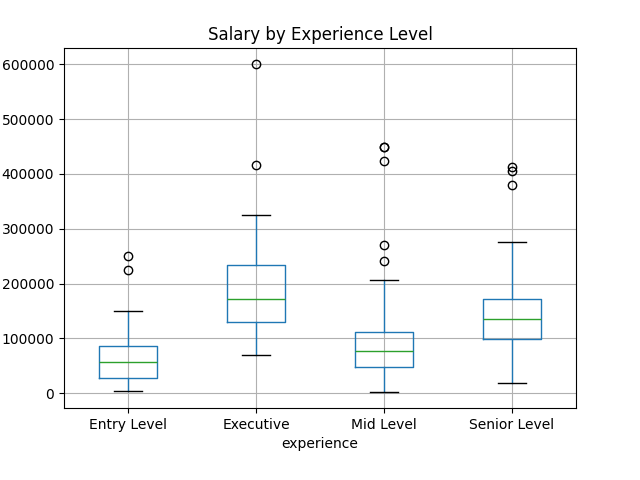 Salary by Experience Level
600000
500000
400000
300000
200000
100000
0
Entry Level
Executive
Mid Level
Senior Level
experience